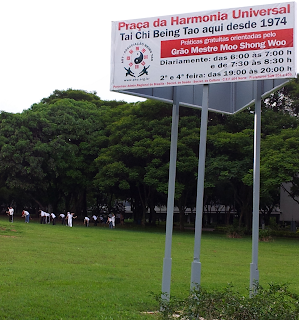 Praça da Harmonia Universal
Tai Chi Being Tao aqui desde 1974
Práticas gratuitas orientadas pelo
Grão Mestre Moo Shong Woo
Diariamente: das 6:00 às 7:00 h
e de 7:30 às 8:30 h
2ª e 4ª feira: das 19:00 às 20:00 h